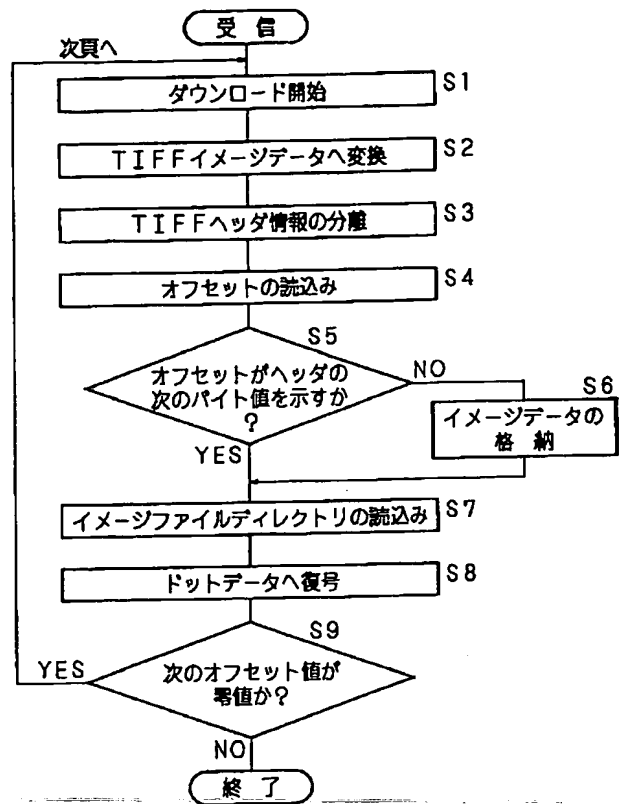 受信
次頁へ
ダウンロード開始
S1
TIFFイメージデータへ変換
S2
TIFFヘッダ情報の分離
S3
オフセットの読込み
S4
S5
オフセットがヘッダの
次のバイト値を示すか
?
NO
YES
S6
イメージデータの
格納
イメージファイルディレクトリの読込み
S7
ドットデータへ復号
S8
S9
次のオフセット値が
零値か?
YES
NO
終了